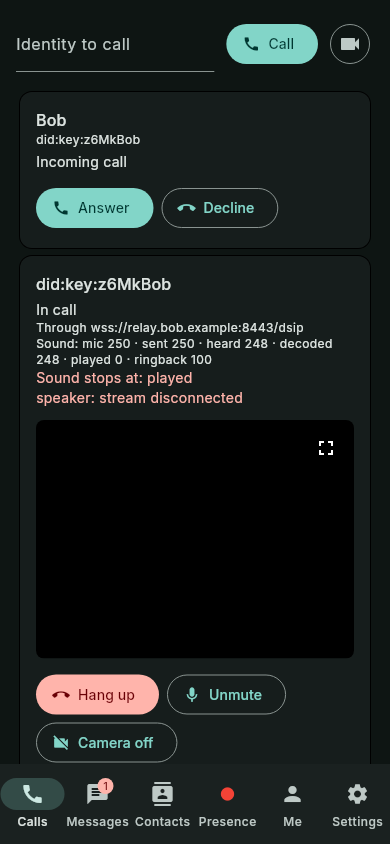 Identity to call
Call
Bob
did:key:z6MkBob
Incoming call
Answer
Decline
did:key:z6MkBob
In call
Through wss://relay.bob.example:8443/dsip
Sound: mic 250 · sent 250 · heard 248 · decoded
248 · played 0 · ringback 100
Sound stops at: played
speaker: stream disconnected
Hang up
Unmute
Camera off
1
Calls
Messages
Contacts
Presence
Me
Settings